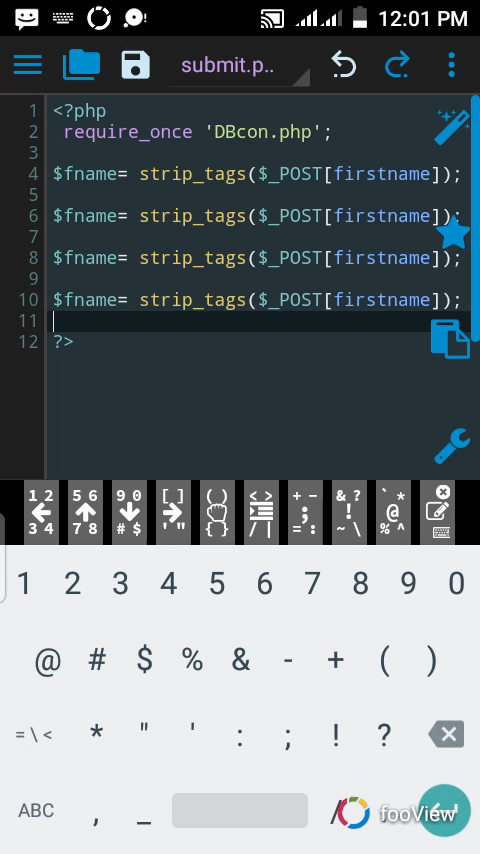 12:01 PM
submit.p..
1 <?php
2 require_once 'DBcon.php';
3
4 $fname= strip_tags($_POST[firstname]);
5
6 $fname= strip_tags($_POST[firstname]);
7
8 $fname= strip_tags($_POST[firstname]);
9
10 $fname= strip_tags($_POST[firstname]);
11
12 ?>
1 2 5 6 9 0 [ ] ( ) < > + - & ? ` *
; ! @
3 4 7 8 # $ ' " { } / | = : ~ \ % ^
1 2 3 4 5 6 7 8 9 0
@ # $ % & - + ( )
= \ < * " ' : ; ! ?
ABC , _ / fooView